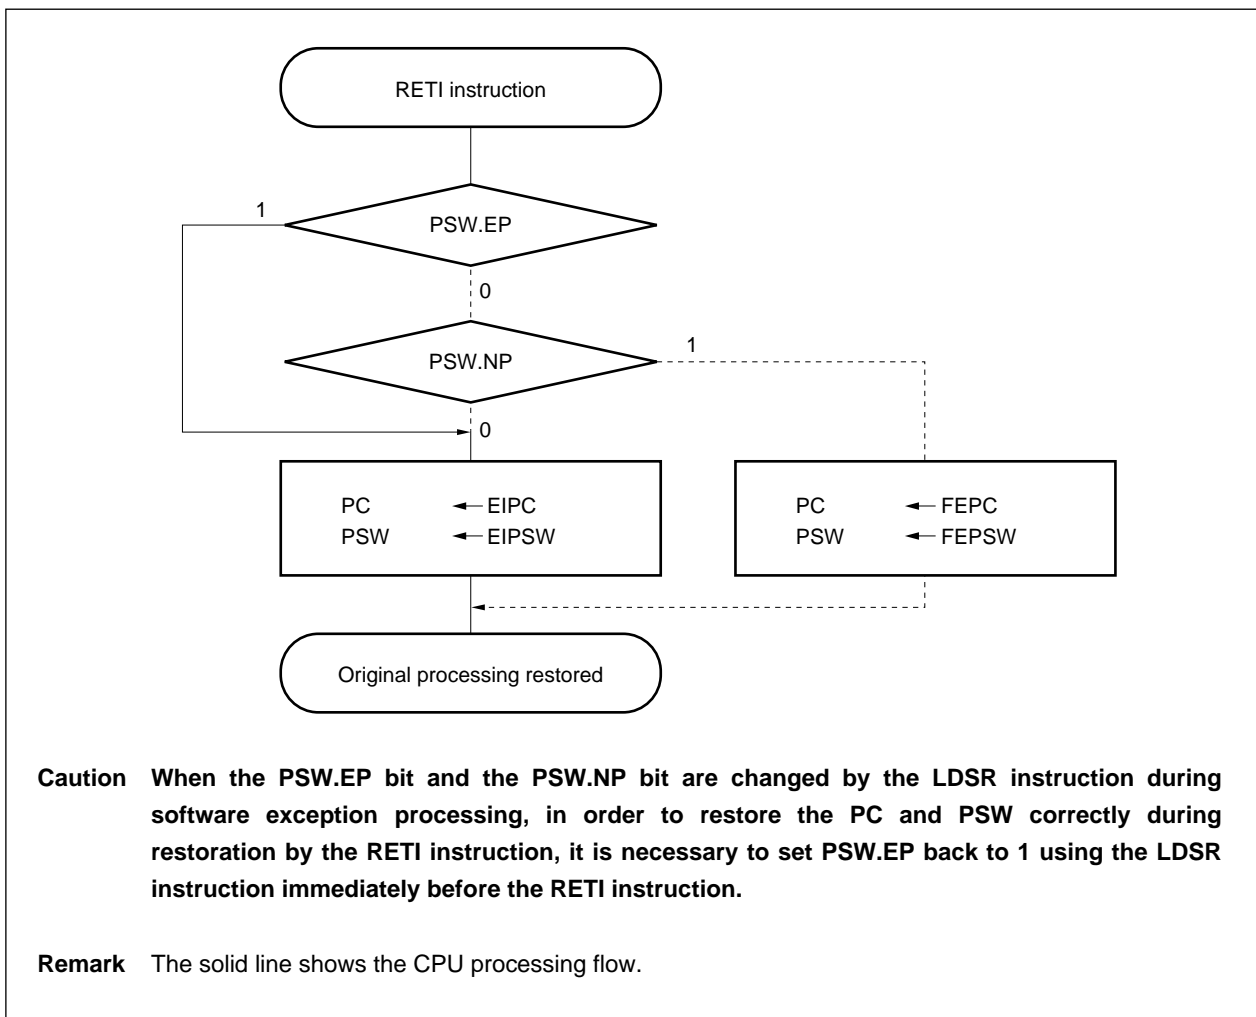 RETI instruction
1
PSW.EP
0
PSW.NP
1
0
PC ← EIPC
PSW ← EIPSW
PC ← FEPC
PSW ← FEPSW
Original processing restored
Caution When the PSW.EP bit and the PSW.NP bit are changed by the LDSR instruction during
software exception processing, in order to restore the PC and PSW correctly during
restoration by the RETI instruction, it is necessary to set PSW.EP back to 1 using the LDSR
instruction immediately before the RETI instruction.
Remark The solid line shows the CPU processing flow.